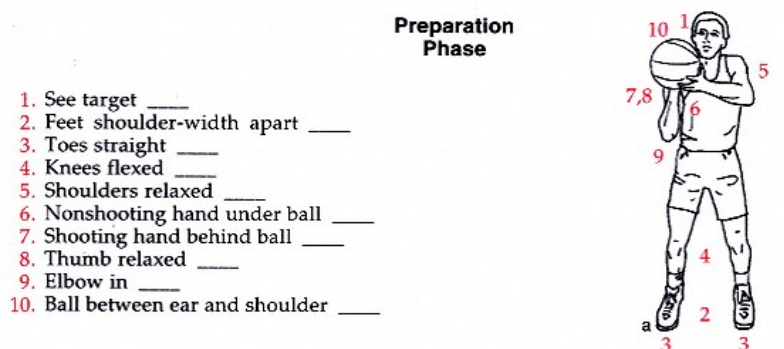 Preparation
Phase
1. See target ____
2. Feet shoulder-width apart ____
3. Toes straight ____
4. Knees flexed ____
5. Shoulders relaxed ____
6. Nonshooting hand under ball ____
7. Shooting hand behind ball ____
8. Thumb relaxed ____
9. Elbow in ____
10. Ball between ear and shoulder ____
10 1
5
7,8
6
9
4
a 2
3 3